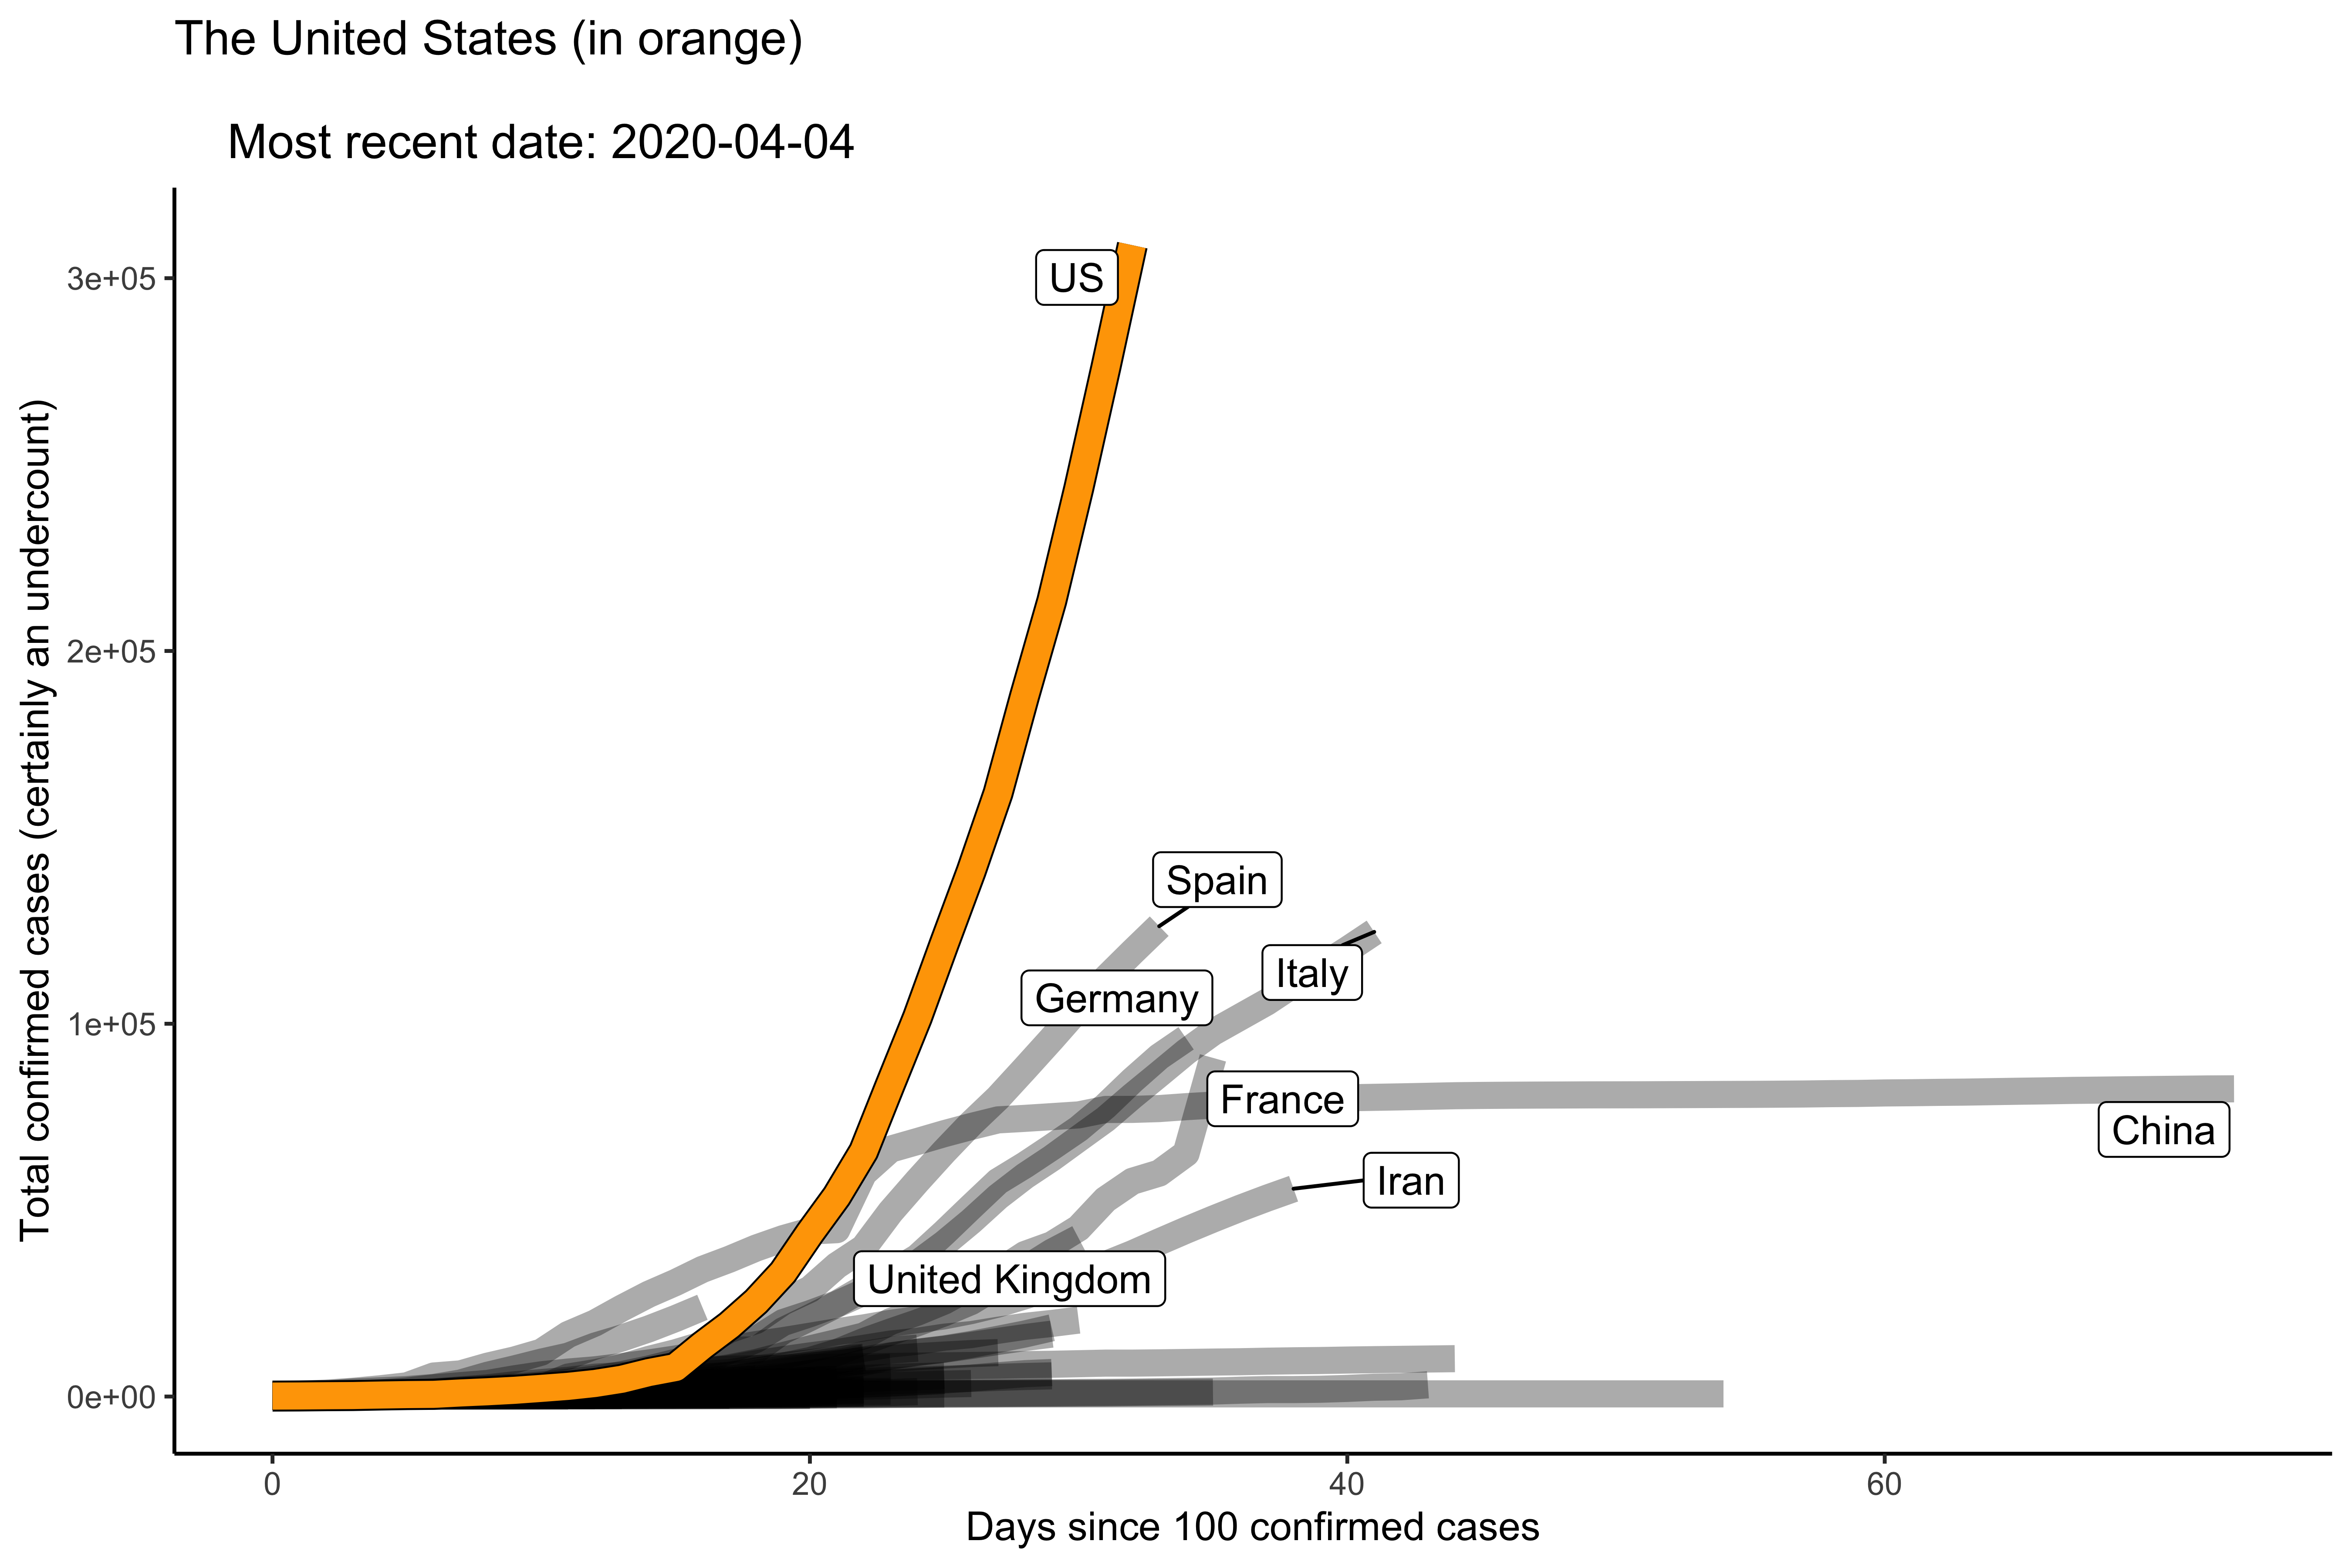 The United States (in orange)
Most recent date: 2020-04-04
Total confirmed cases (certainly an undercount)
3e+05
2e+05
1e+05
0e+00
US
Spain
Italy
Germany
France
China
Iran
United Kingdom
0
20
40
60
Days since 100 confirmed cases